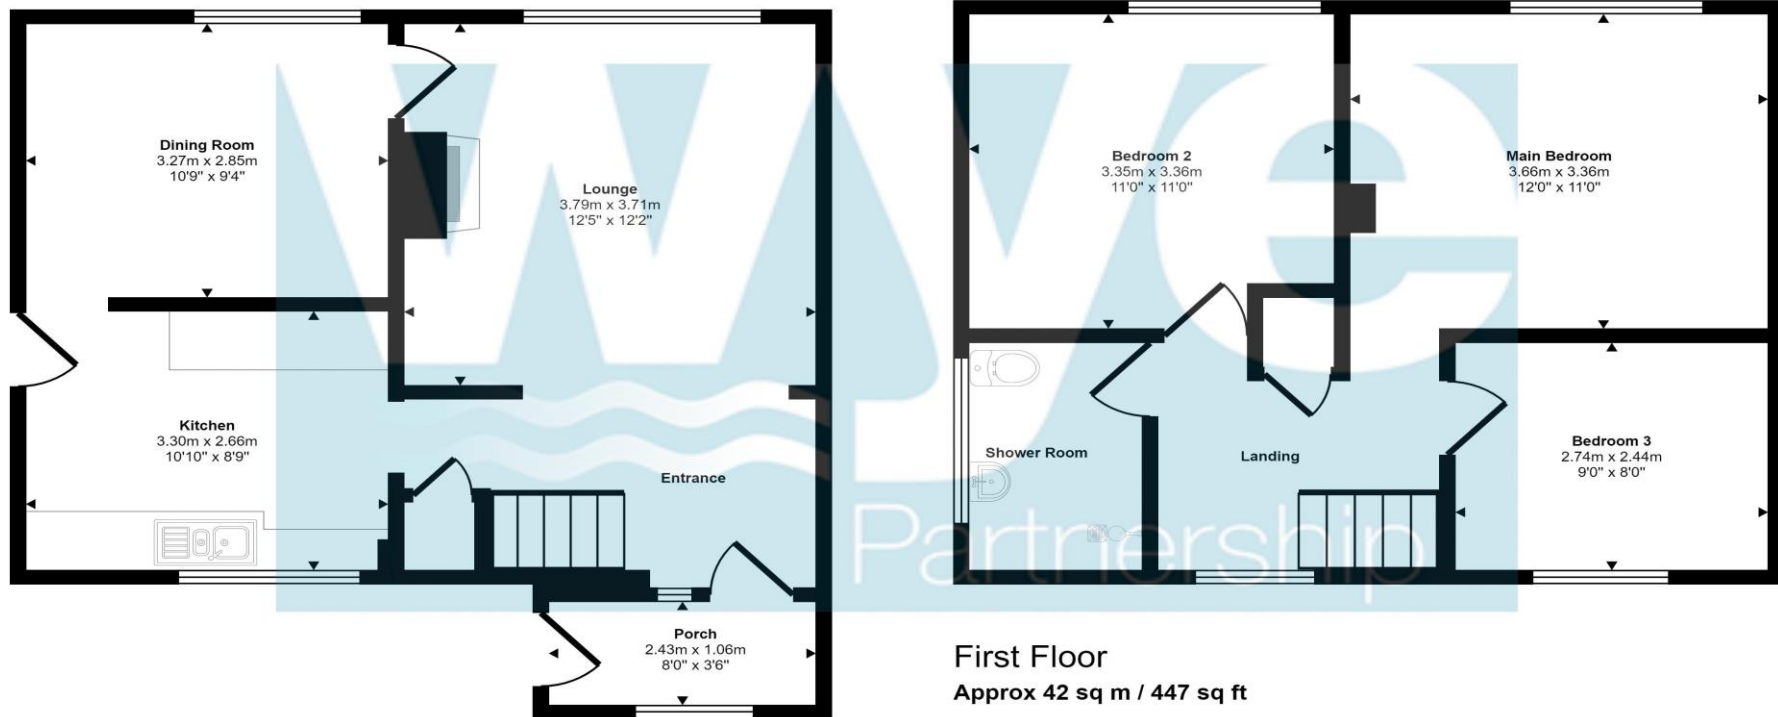 Dining Room
3.27m x 2.85m
10'9" x 9'4"
Lounge
3.79m x 3.71m
12'5" x 12'2"
Kitchen
3.30m x 2.66m
10'10" x 8'9"
Entrance
Porch
2.43m x 1.06m
8'0" x 3'6"
Bedroom 2
3.35m x 3.36m
11'0" x 11'0"
Main Bedroom
3.66m x 3.36m
12'0" x 11'0"
Shower Room
Landing
Bedroom 3
2.74m x 2.44m
9'0" x 8'0"
First Floor
Approx 42 sq m / 447 sq ft
wye
Partnership